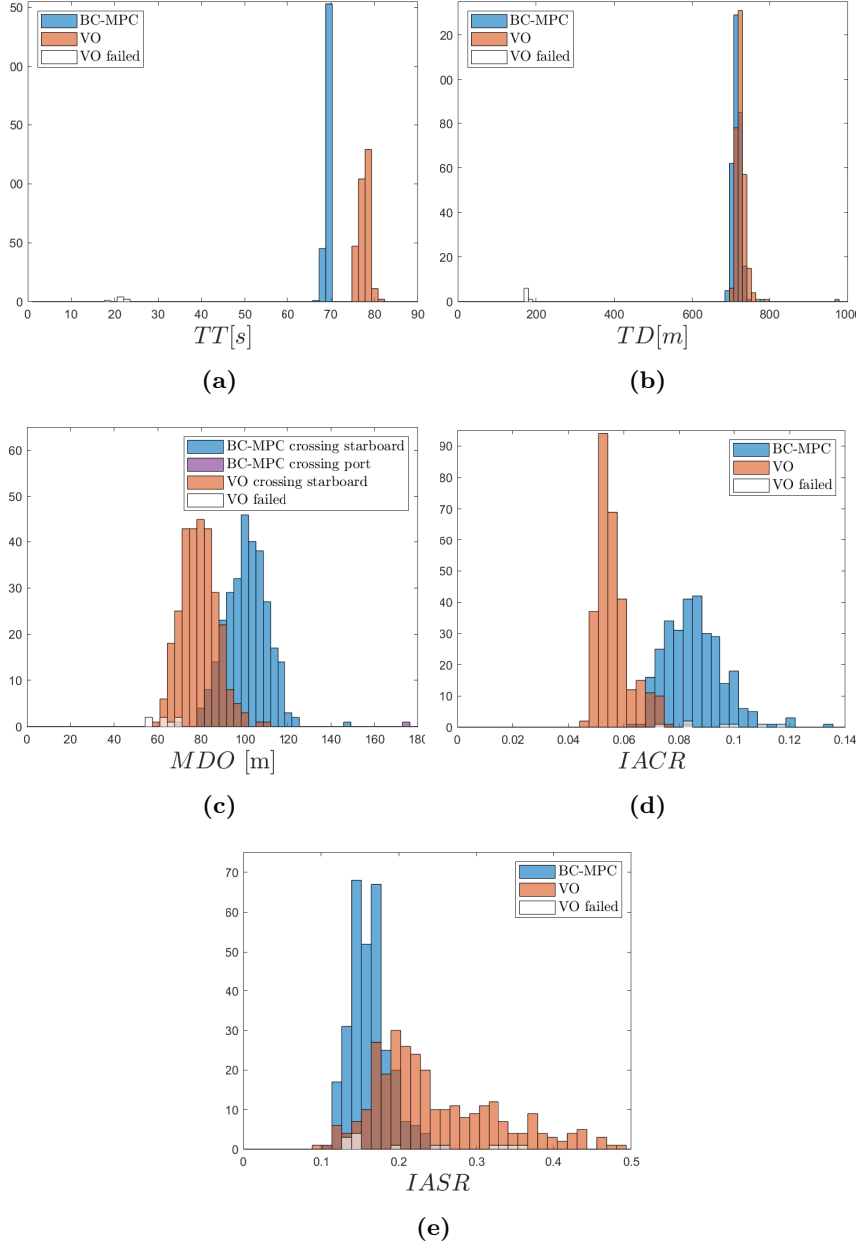 BC-MPC
VO
VO failed
50
00
50
00
50
0
0 10 20 30 40 50 60 70 80 90
TT[s]
(a)
BC-MPC
VO
VO failed
20
00
80
60
40
20
0
0 200 400 600 800 1000
TD[m]
(b)
BC-MPC crossing starboard
BC-MPC crossing port
VO crossing starboard
VO failed
60
50
40
30
20
10
0
0 20 40 60 80 100 120 140 160 180
MDO [m]
(c)
BC-MPC
VO
VO failed
90
80
70
60
50
40
30
20
10
0
0 0.02 0.04 0.06 0.08 0.1 0.12 0.14
IACR
(d)
BC-MPC
VO
VO failed
70
60
50
40
30
20
10
0
0 0.1 0.2 0.3 0.4 0.5
IASR
(e)